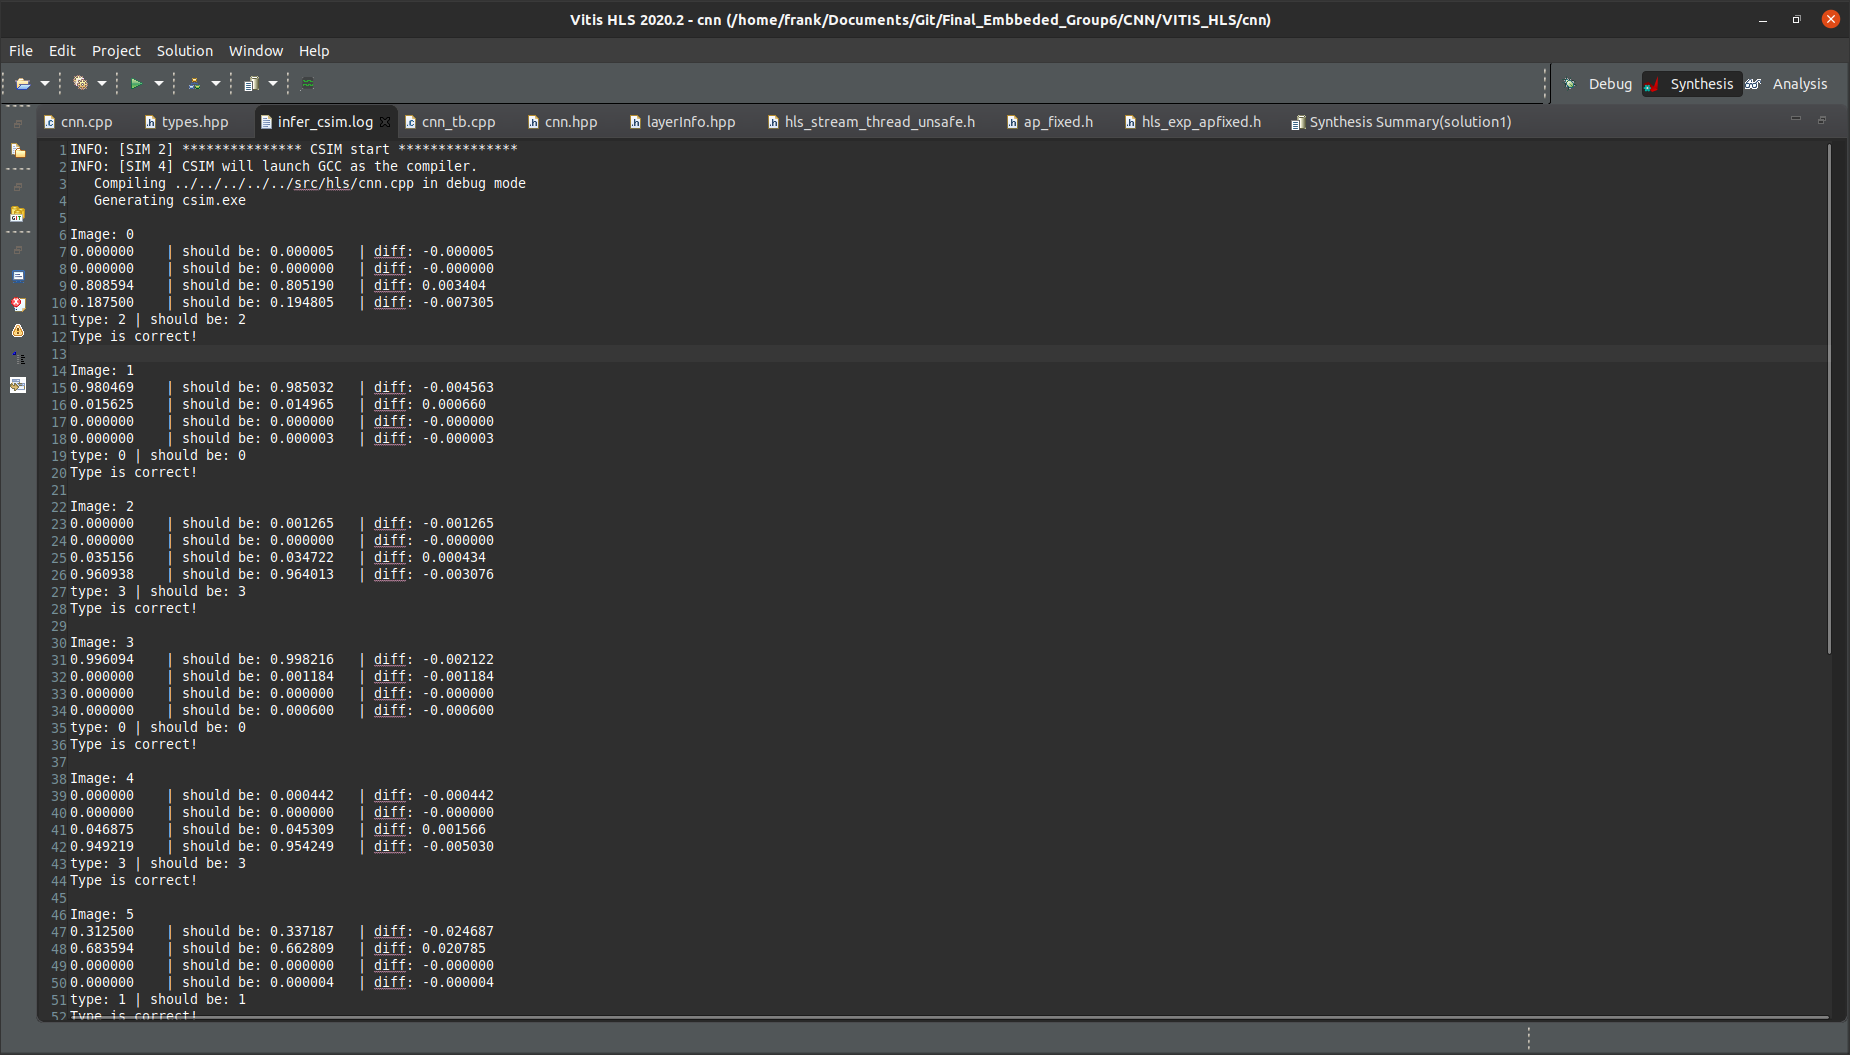 Vitis HLS 2020.2 - cnn (/home/frank/Documents/Git/Final_Embbeded_Group6/CNN/VITIS_HLS/cnn)
File Edit Project Solution Window Help
Debug Synthesis Analysis
cnn.cpp types.hpp infer_csim.log cnn_tb.cpp cnn.hpp layerInfo.hpp hls_stream_thread_unsafe.h ap_fixed.h hls_exp_apfixed.h Synthesis Summary(solution1)
1 INFO: [SIM 2] *************** CSIM start ***************
2 INFO: [SIM 4] CSIM will launch GCC as the compiler.
3    Compiling ../../../../../src/hls/cnn.cpp in debug mode
4    Generating csim.exe
5
6 Image: 0
7 0.000000    | should be: 0.000005   | diff: -0.000005
8 0.000000    | should be: 0.000000   | diff: -0.000000
9 0.808594    | should be: 0.805190   | diff: 0.003404
10 0.187500    | should be: 0.194805   | diff: -0.007305
11 type: 2 | should be: 2
12 Type is correct!
13
14 Image: 1
15 0.980469    | should be: 0.985032   | diff: -0.004563
16 0.015625    | should be: 0.014965   | diff: 0.000660
17 0.000000    | should be: 0.000000   | diff: -0.000000
18 0.000000    | should be: 0.000003   | diff: -0.000003
19 type: 0 | should be: 0
20 Type is correct!
21
22 Image: 2
23 0.000000    | should be: 0.001265   | diff: -0.001265
24 0.000000    | should be: 0.000000   | diff: -0.000000
25 0.035156    | should be: 0.034722   | diff: 0.000434
26 0.960938    | should be: 0.964013   | diff: -0.003076
27 type: 3 | should be: 3
28 Type is correct!
29
30 Image: 3
31 0.996094    | should be: 0.998216   | diff: -0.002122
32 0.000000    | should be: 0.001184   | diff: -0.001184
33 0.000000    | should be: 0.000000   | diff: -0.000000
34 0.000000    | should be: 0.000600   | diff: -0.000600
35 type: 0 | should be: 0
36 Type is correct!
37
38 Image: 4
39 0.000000    | should be: 0.000442   | diff: -0.000442
40 0.000000    | should be: 0.000000   | diff: -0.000000
41 0.046875    | should be: 0.045309   | diff: 0.001566
42 0.949219    | should be: 0.954249   | diff: -0.005030
43 type: 3 | should be: 3
44 Type is correct!
45
46 Image: 5
47 0.312500    | should be: 0.337187   | diff: -0.024687
48 0.683594    | should be: 0.662809   | diff: 0.020785
49 0.000000    | should be: 0.000000   | diff: -0.000000
50 0.000000    | should be: 0.000004   | diff: -0.000004
51 type: 1 | should be: 1
52 Type is correct!